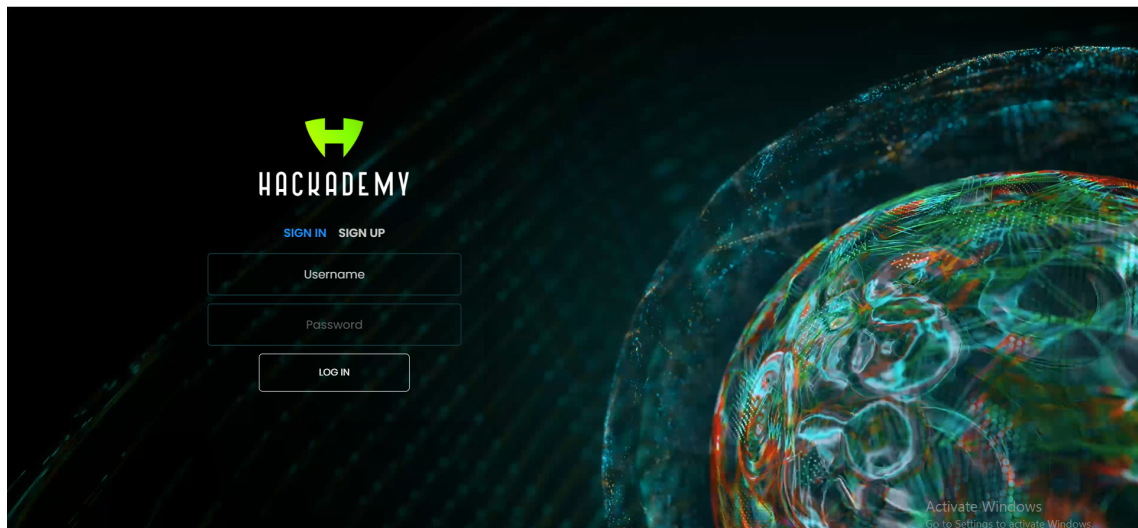 HACKADEMY
SIGN IN SIGN UP
Username
Password
LOG IN
Activate Windows
Go to Settings to activate Windows.